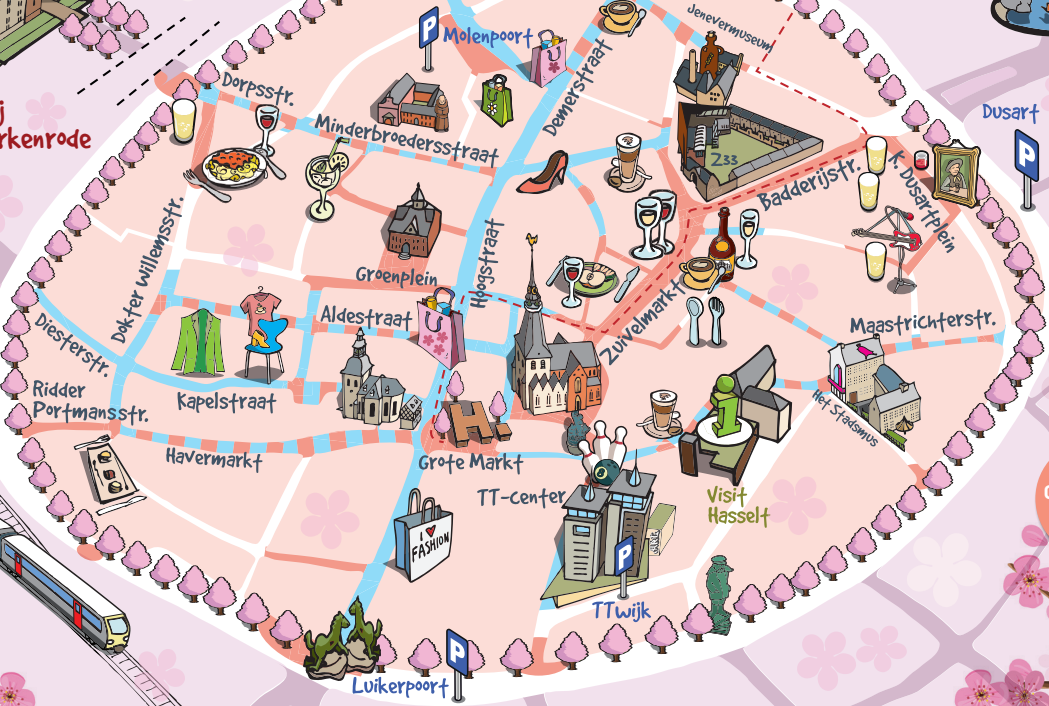 Jenevermuseum
P
Molenpoort
Demerstraat
Dorpsstr.
Minderbroedersstraat
Dusart
P
Z33
Badderijstr.
K. Dusartplein
Dokter Willemsstr.
Hoogstraat
Groenplein
Aldestraat
Zuivelmarkt
Diesterstr.
Maastrichterstr.
Ridder
Portmansstr.
Kapelstraat
Het Stadsmus
H.
i
Havermarkt
Grote Markt
8
TT-center
Visit
Hasselt
I ♥
FASHION
P
TTwijk
P
Luikerpoort